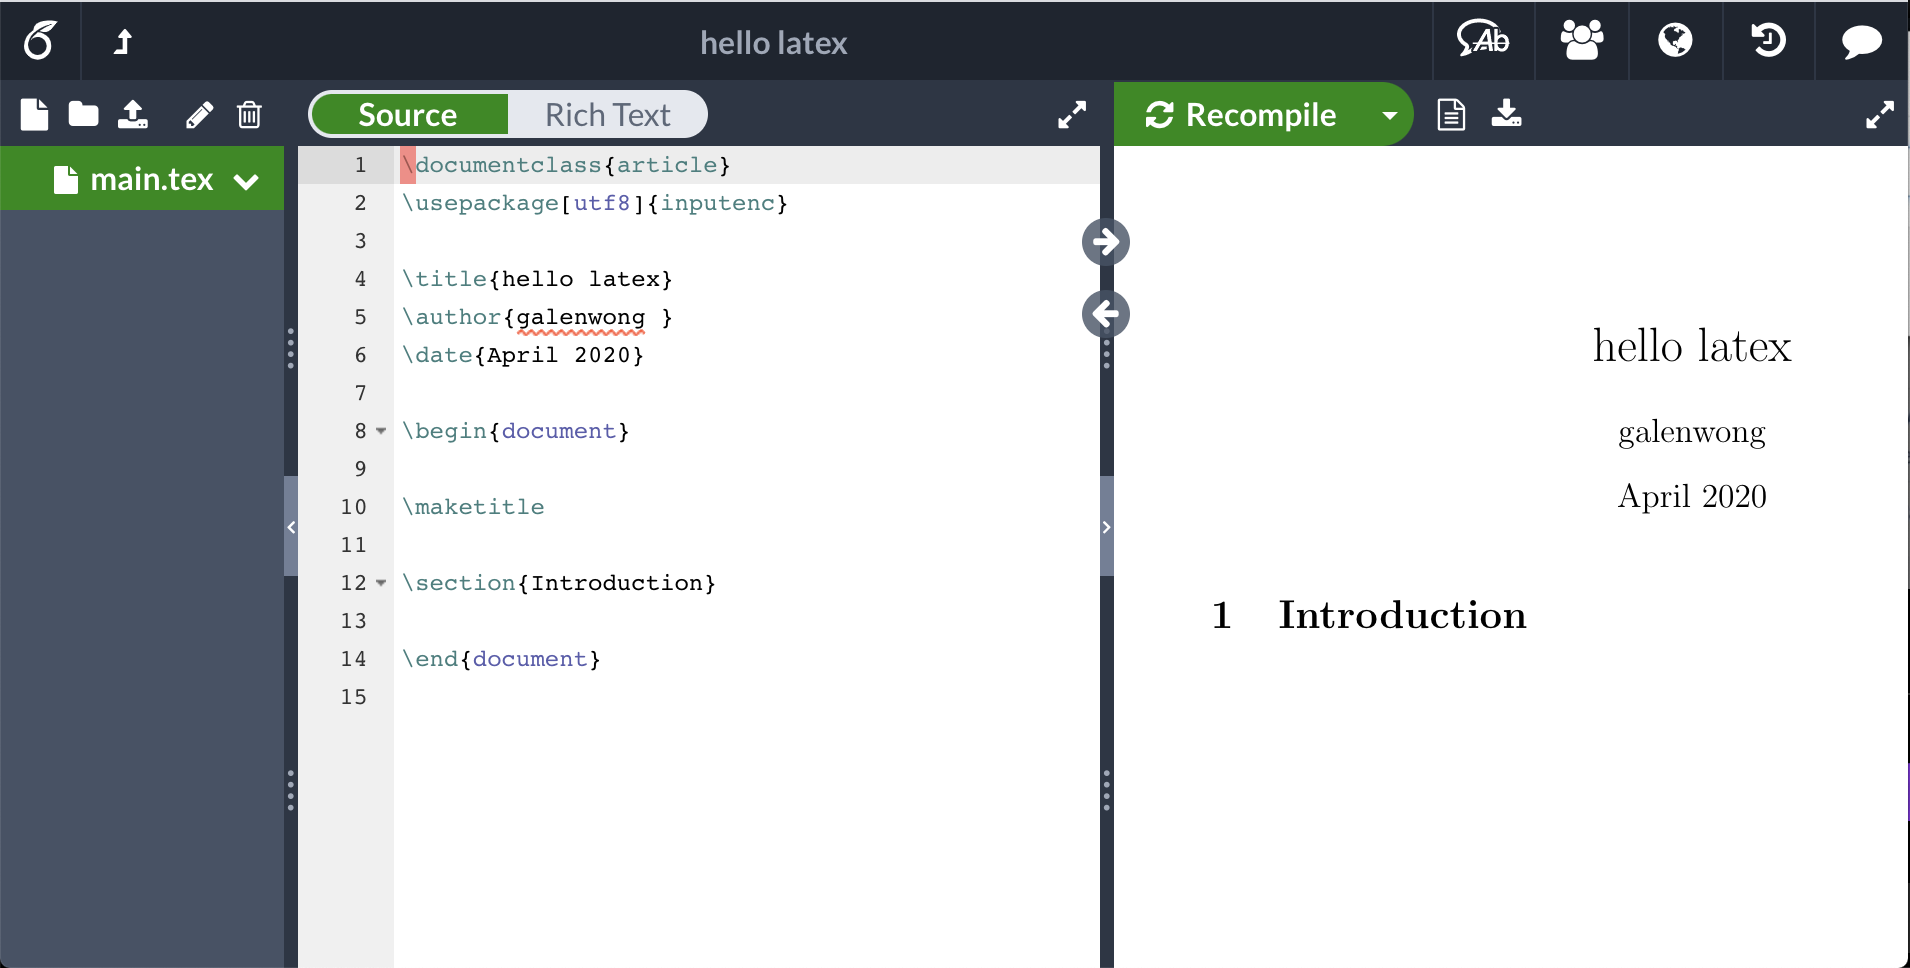 hello latex
Ab
Source Rich Text
Recompile
main.tex
1 \documentclass{article}
2 \usepackage[utf8]{inputenc}
3
4 \title{hello latex}
5 \author{galenwong }
6 \date{April 2020}
7
8 \begin{document}
9
10 \maketitle
11
12 \section{Introduction}
13
14 \end{document}
15
hello latex
galenwong
April 2020
1 Introduction